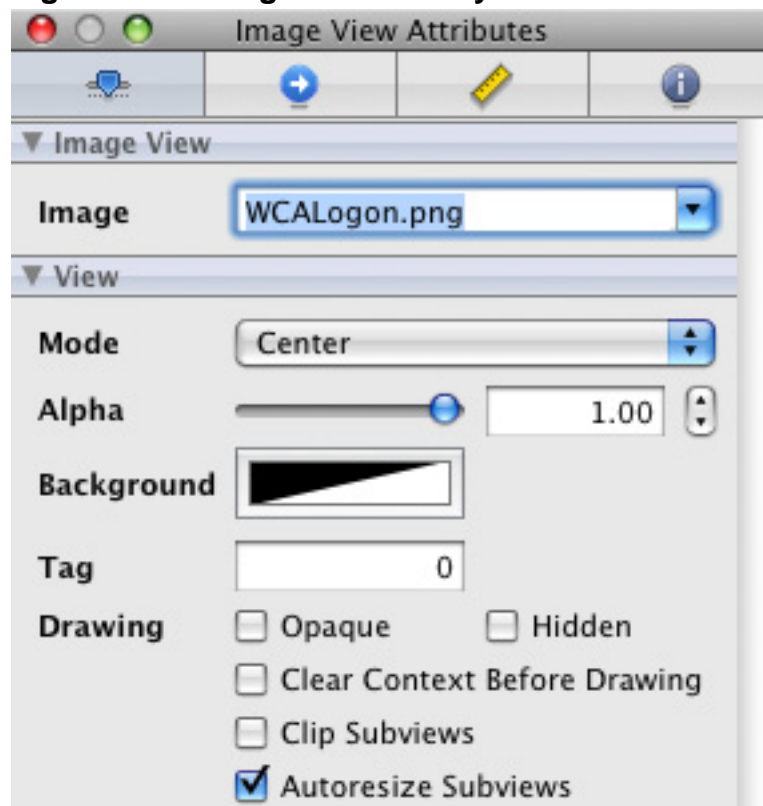 Image View Attributes
Image View
Image WCALogon.png
View
Mode Center
Alpha 1.00
Background
Tag 0
Drawing Opaque Hidden
Clear Context Before Drawing
Clip Subviews
Autoresize Subviews